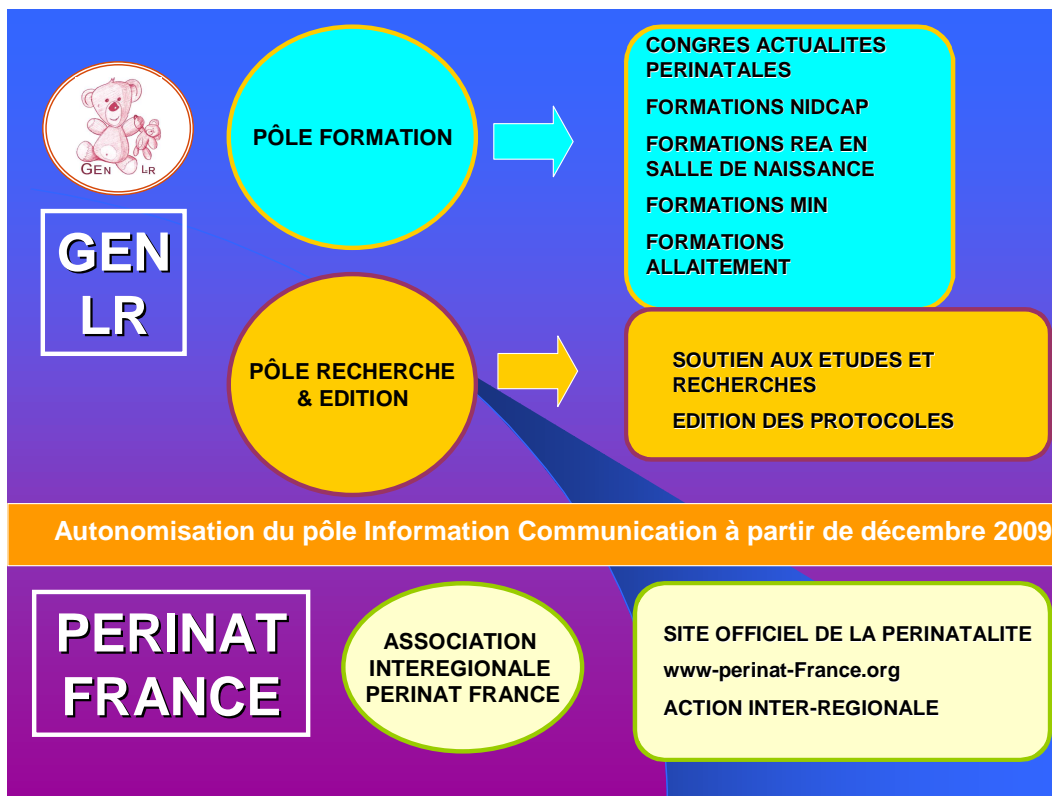 GEN LR
GEN
LR
PÔLE FORMATION
CONGRES ACTUALITES
PERINATALES
FORMATIONS NIDCAP
FORMATIONS REA EN
SALLE DE NAISSANCE
FORMATIONS MIN
FORMATIONS
ALLAITEMENT
PÔLE RECHERCHE
& EDITION
SOUTIEN AUX ETUDES ET
RECHERCHES
EDITION DES PROTOCOLES
Autonomisation du pôle Information Communication à partir de décembre 2009
PERINAT
FRANCE
ASSOCIATION
INTEREGIONALE
PERINAT FRANCE
SITE OFFICIEL DE LA PERINATALITE
www-perinat-France.org
ACTION INTER-REGIONALE